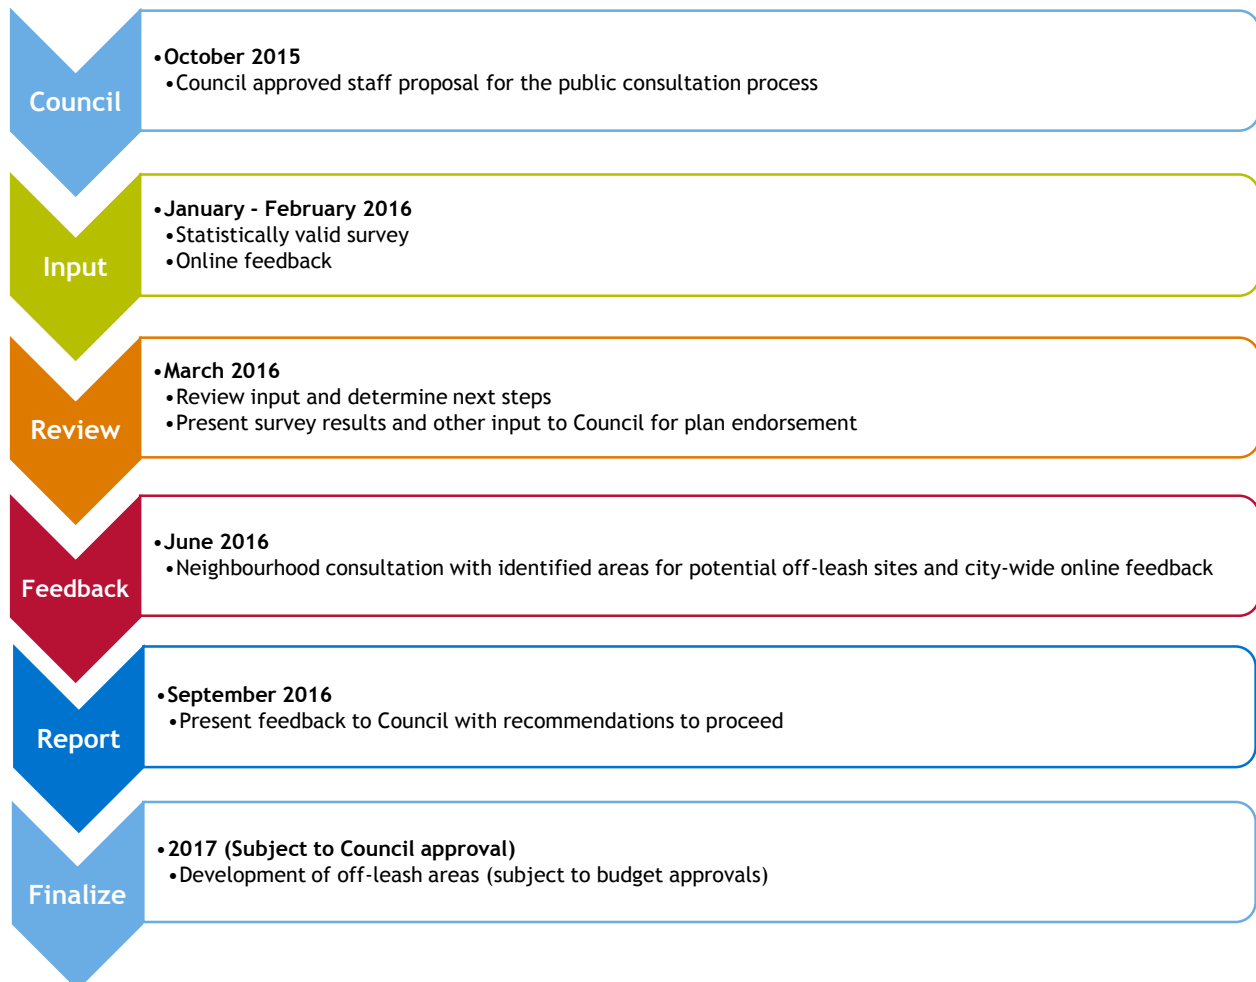 Council
•October 2015
•Council approved staff proposal for the public consultation process
Input
•January - February 2016
•Statistically valid survey
•Online feedback
Review
•March 2016
•Review input and determine next steps
•Present survey results and other input to Council for plan endorsement
Feedback
•June 2016
•Neighbourhood consultation with identified areas for potential off-leash sites and city-wide online feedback
Report
•September 2016
•Present feedback to Council with recommendations to proceed
Finalize
•2017 (Subject to Council approval)
•Development of off-leash areas (subject to budget approvals)